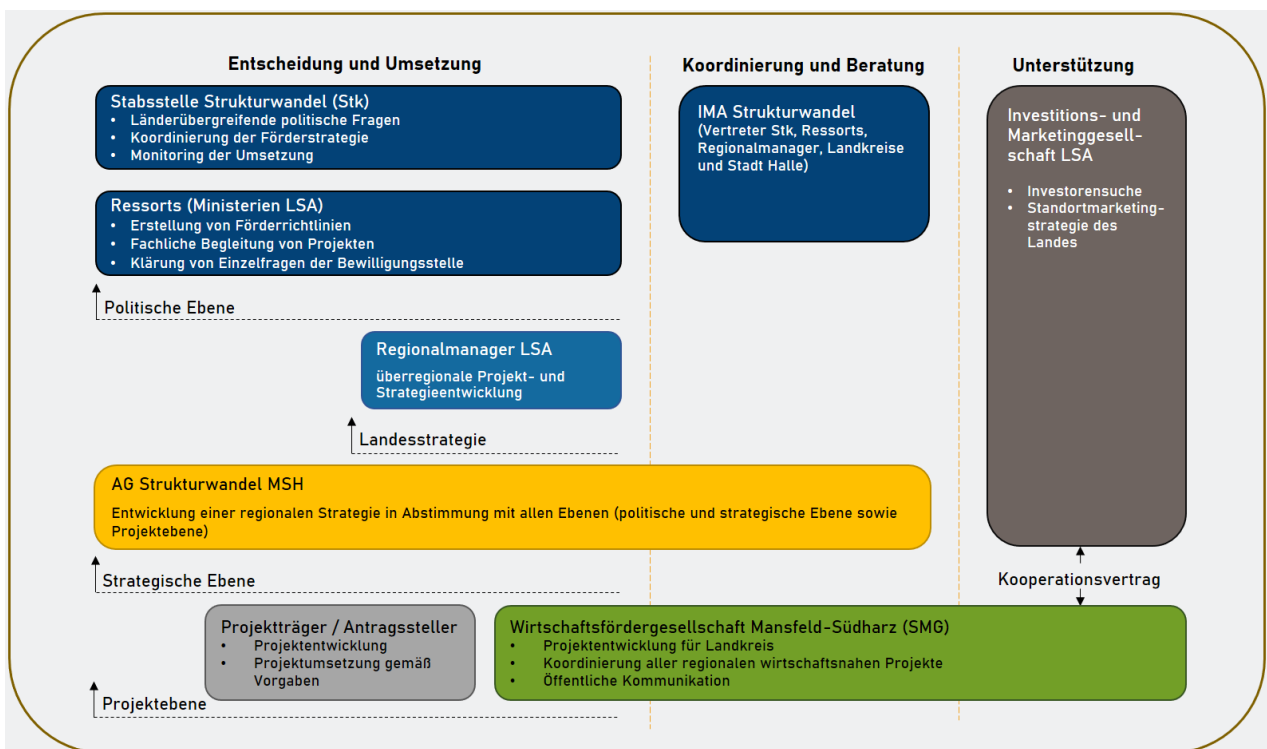 Entscheidung und Umsetzung
Koordinierung und Beratung
Unterstützung
Stabsstelle Strukturwandel (Stk)
• Länderübergreifende politische Fragen
• Koordinierung der Förderstrategie
• Monitoring der Umsetzung
IMA Strukturwandel
(Vertreter Stk, Ressorts,
Regionalmanager, Landkreise
und Stadt Halle)
Investitions- und
Marketinggesell-
schaft LSA
• Investorensuche
• Standortmarketing-
strategie des
Landes
Ressorts (Ministerien LSA)
• Erstellung von Förderrichtlinien
• Fachliche Begleitung von Projekten
• Klärung von Einzelfragen der Bewilligungsstelle
Politische Ebene
Regionalmanager LSA
überregionale Projekt- und
Strategieentwicklung
Landesstrategie
AG Strukturwandel MSH
Entwicklung einer regionalen Strategie in Abstimmung mit allen Ebenen (politische und strategische Ebene sowie
Projektebene)
Strategische Ebene
Kooperationsvertrag
Projektträger / Antragssteller
• Projektentwicklung
• Projektumsetzung gemäß
Vorgaben
Wirtschaftsfördergesellschaft Mansfeld-Südharz (SMG)
• Projektentwicklung für Landkreis
• Koordinierung aller regionalen wirtschaftsnahen Projekte
• Öffentliche Kommunikation
Projektebene